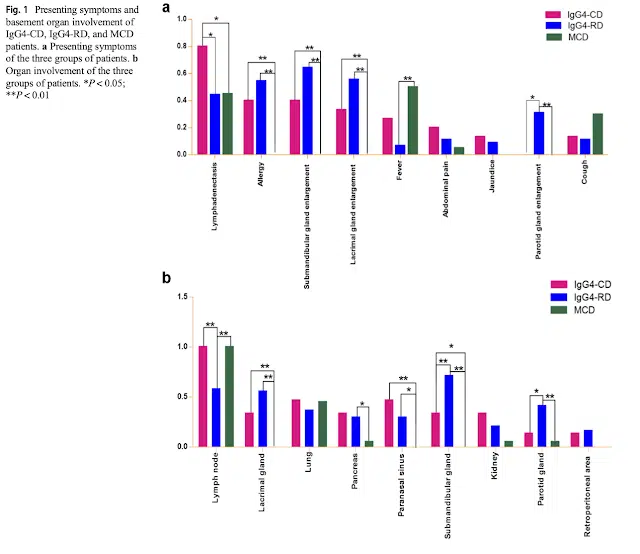 Fig. 1 Presenting symptoms and
basement organ involvement of
IgG4-CD, IgG4-RD, and MCD
patients. a Presenting symptoms
of the three groups of patients. b
Organ involvement of the three
groups of patients. *P < 0.05;
**P < 0.01
a
IgG4-CD
IgG4-RD
MCD
1.0
0.8
0.6
0.4
0.2
0.0
*
*
**
**
**
**
**
**
**
*
**
Lymphadenectasis
Allergy
Submandibular gland enlargement
Lacrimal gland enlargement
Fever
Abdominal pain
Jaundice
Parotid gland enlargement
Cough
b
IgG4-CD
IgG4-RD
MCD
1.5
1.0
0.5
0.0
**
**
**
**
*
**
*
*
**
**
*
**
Lymph node
Lacrimal gland
Lung
Pancreas
Paranasal sinus
Submandibular gland
Kidney
Parotid gland
Retroperitoneal area